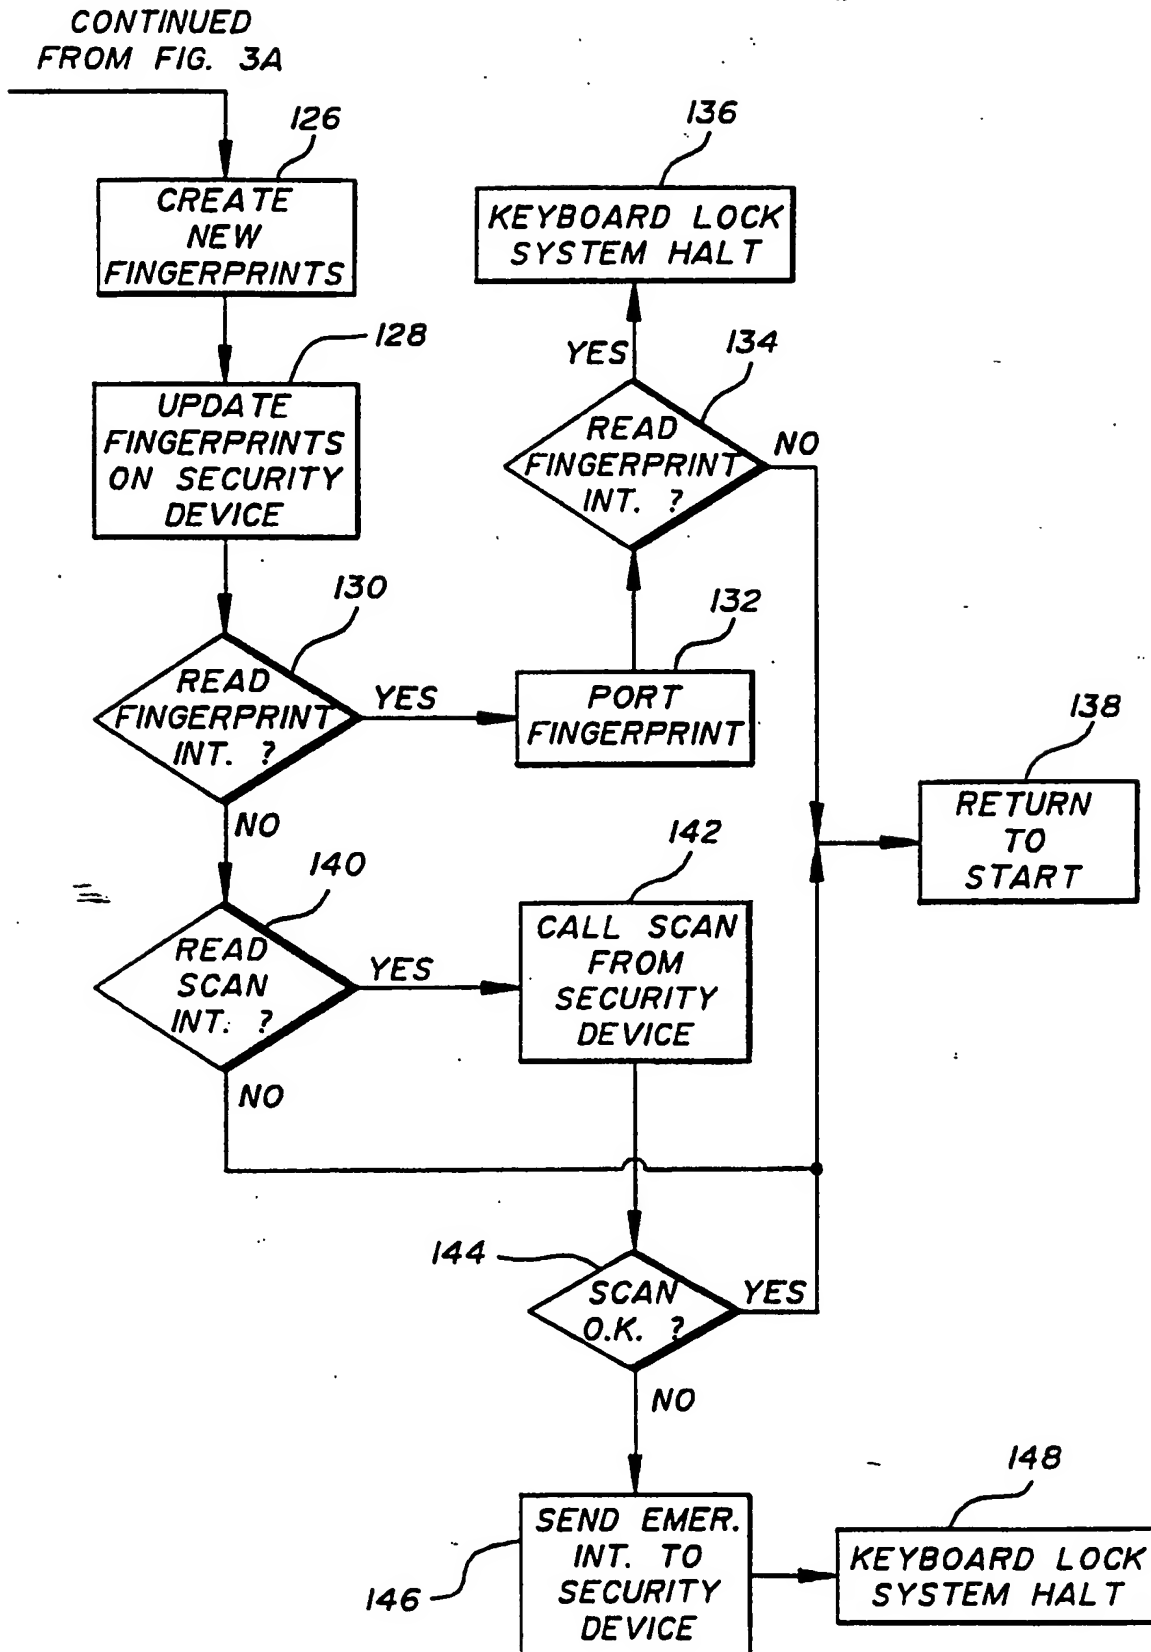 CONTINUED
FROM FIG. 3A
126
CREATE
NEW
FINGERPRINTS
128
UPDATE
FINGERPRINTS
ON SECURITY
DEVICE
130
READ
FINGERPRINT
INT. ?
YES
NO
132
PORT
FINGERPRINT
134
READ
FINGERPRINT
INT. ?
YES
NO
136
KEYBOARD LOCK
SYSTEM HALT
138
RETURN
TO
START
140
READ
SCAN
INT. ?
YES
NO
142
CALL SCAN
FROM
SECURITY
DEVICE
144
SCAN
O.K. ?
YES
NO
146
SEND EMER.
INT. TO
SECURITY
DEVICE
148
KEYBOARD LOCK
SYSTEM HALT